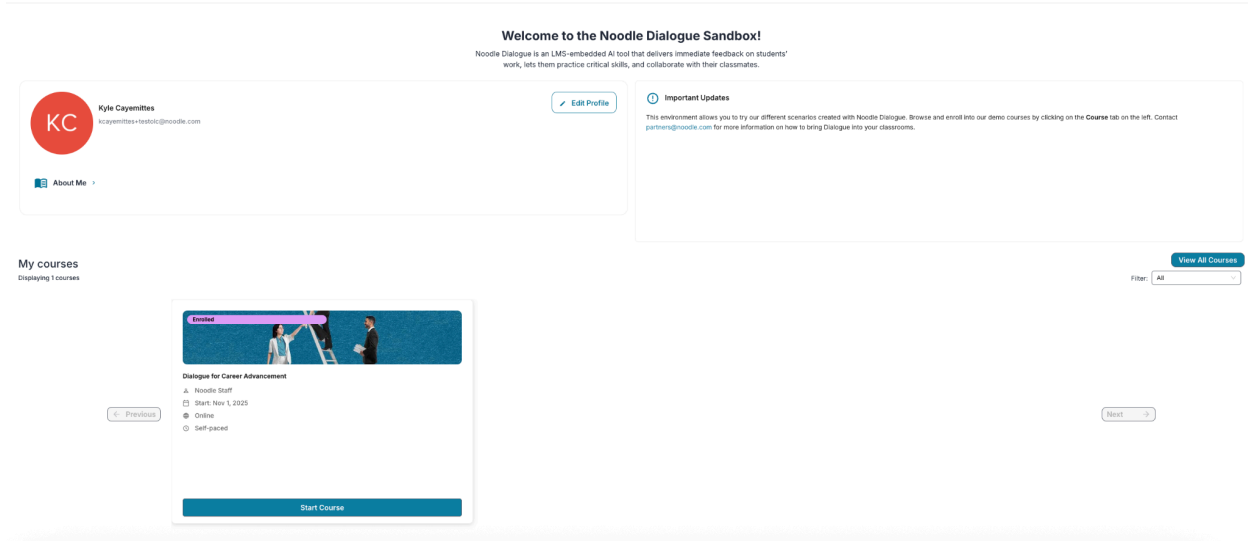 Welcome to the Noodle Dialogue Sandbox!
Noodle Dialogue is an LMS-embedded AI tool that delivers immediate feedback on students'
work, lets them practice critical skills, and collaborate with their classmates.
KC
Kyle Cayemittes
kcayemittes+testolc@noodle.com
Edit Profile
About Me
Important Updates
This environment allows you to try our different scenarios created with Noodle Dialogue. Browse and enroll into our demo courses by clicking on the Course tab on the left. Contact
partners@noodle.com for more information on how to bring Dialogue into your classrooms.
My courses
Displaying 1 courses
View All Courses
Filter: All
Enrolled
Dialogue for Career Advancement
Noodle Staff
Start: Nov 1, 2025
Online
Self-paced
Previous
Next
Start Course